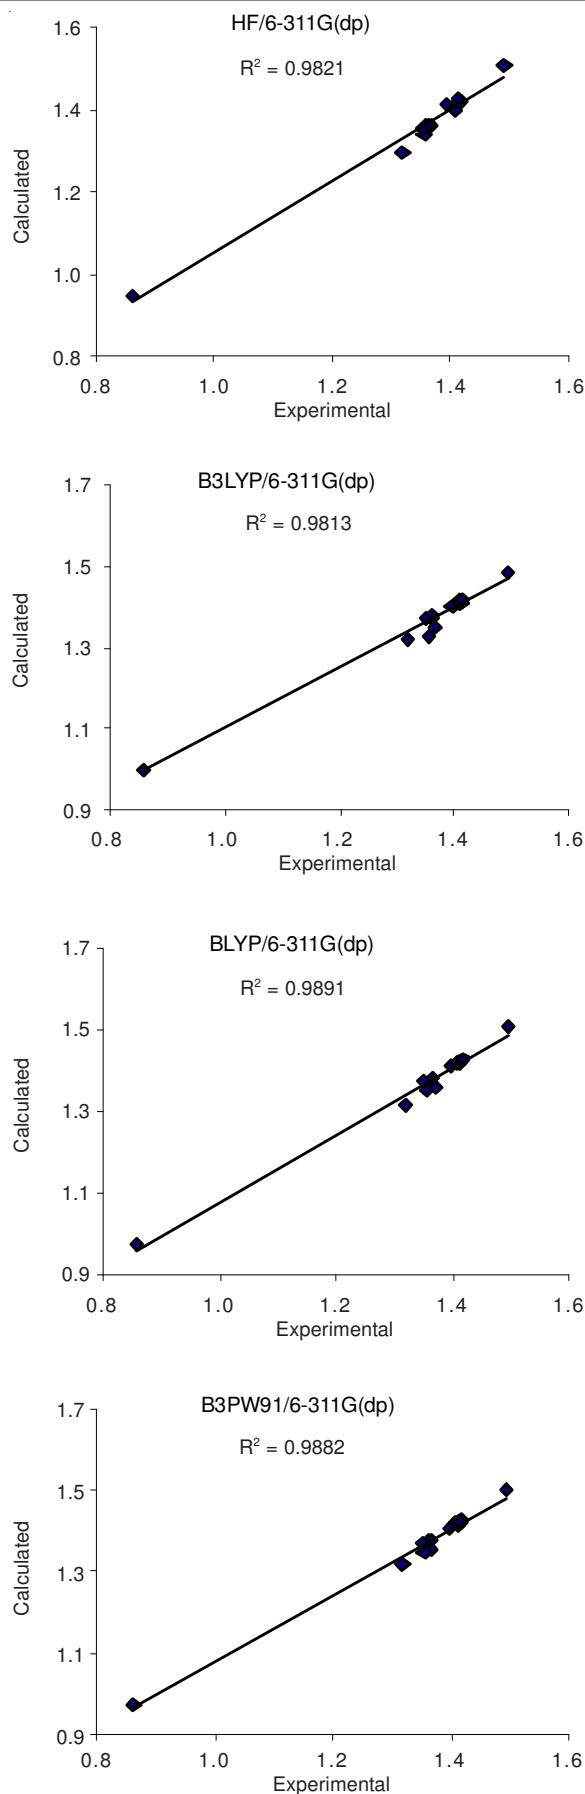 HF/6-311G(dp)
R² = 0.9821
1.6
1.4
1.2
1.0
0.8
Calculated
0.8 1.0 1.2 1.4 1.6
Experimental
B3LYP/6-311G(dp)
R² = 0.9813
1.7
1.5
1.3
1.1
0.9
Calculated
0.8 1.0 1.2 1.4 1.6
Experimental
BLYP/6-311G(dp)
R² = 0.9891
1.7
1.5
1.3
1.1
0.9
Calculated
0.8 1.0 1.2 1.4 1.6
Experimental
B3PW91/6-311G(dp)
R² = 0.9882
1.7
1.5
1.3
1.1
0.9
Calculated
0.8 1.0 1.2 1.4 1.6
Experimental